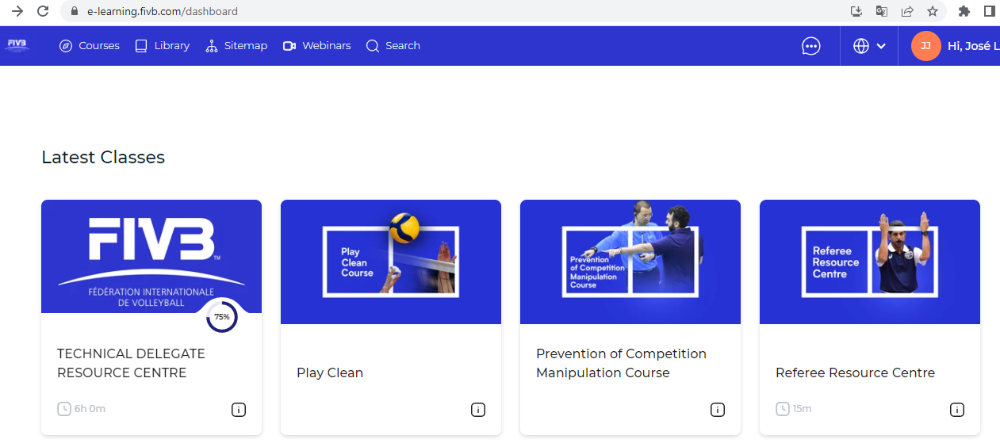 e-learning.fivb.com/dashboard
FIVB
Courses
Library
Sitemap
Webinars
Search
JJ
Hi, José L
Latest Classes
FIVB™
FÉDÉRATION INTERNATIONALE
DE VOLLEYBALL
75%
TECHNICAL DELEGATE
RESOURCE CENTRE
6h 0m
Play
Clean
Course
Play Clean
Prevention
of Competition
Manipulation
Course
Prevention of Competition
Manipulation Course
Referee
Resource
Centre
Referee Resource Centre
15m